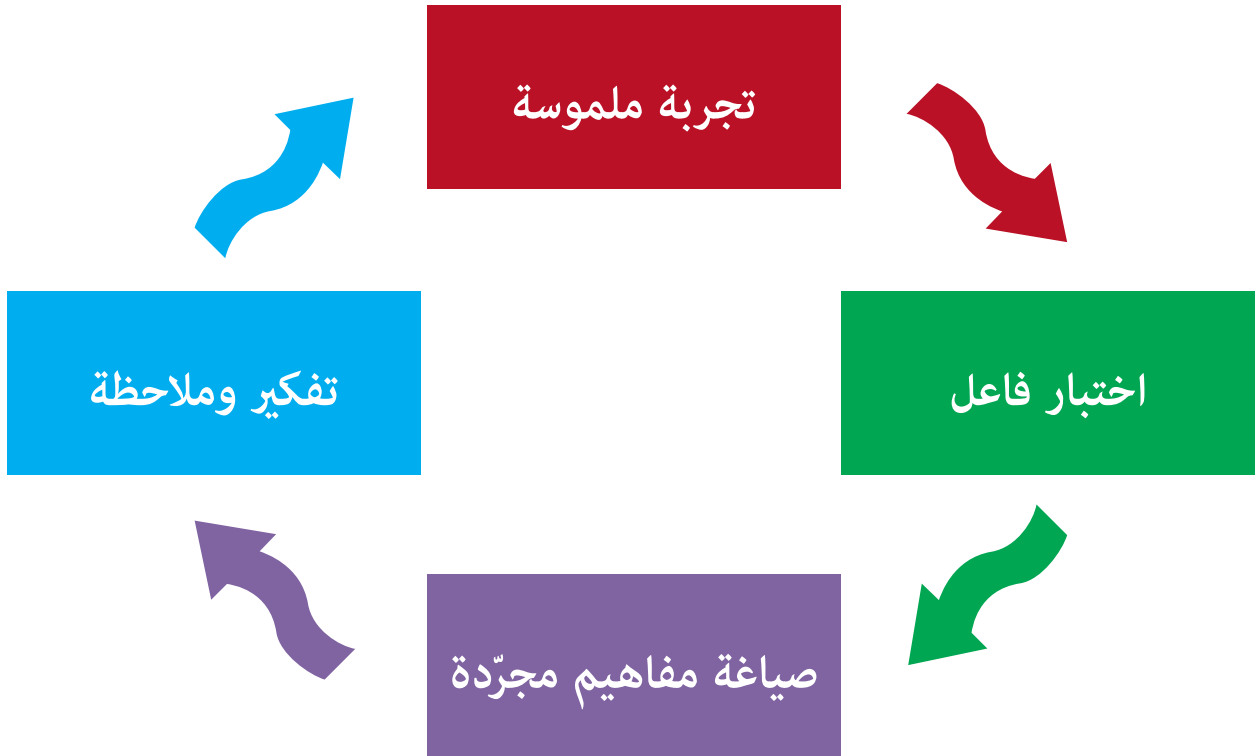 تجربة ملموسة
اختبار فاعل
تفكير وملاحظة
صياغة مفاهيم مجرّدة